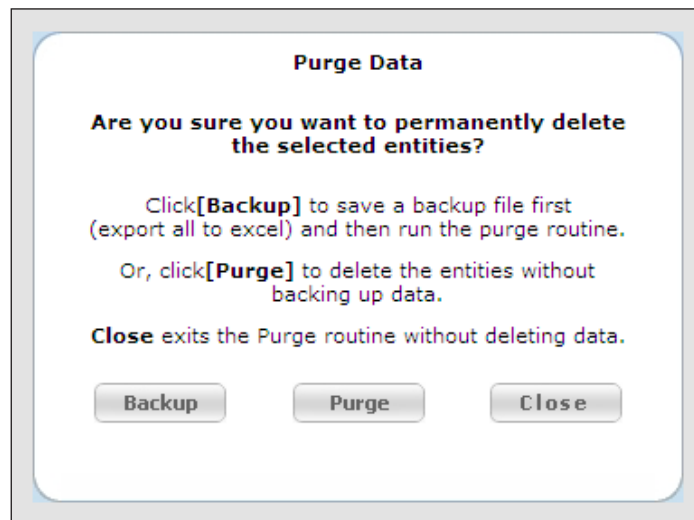 Purge Data
Are you sure you want to permanently delete
the selected entities?
Click[Backup] to save a backup file first
(export all to excel) and then run the purge routine.
Or, click[Purge] to delete the entities without
backing up data.
Close exits the Purge routine without deleting data.
Backup Purge Close